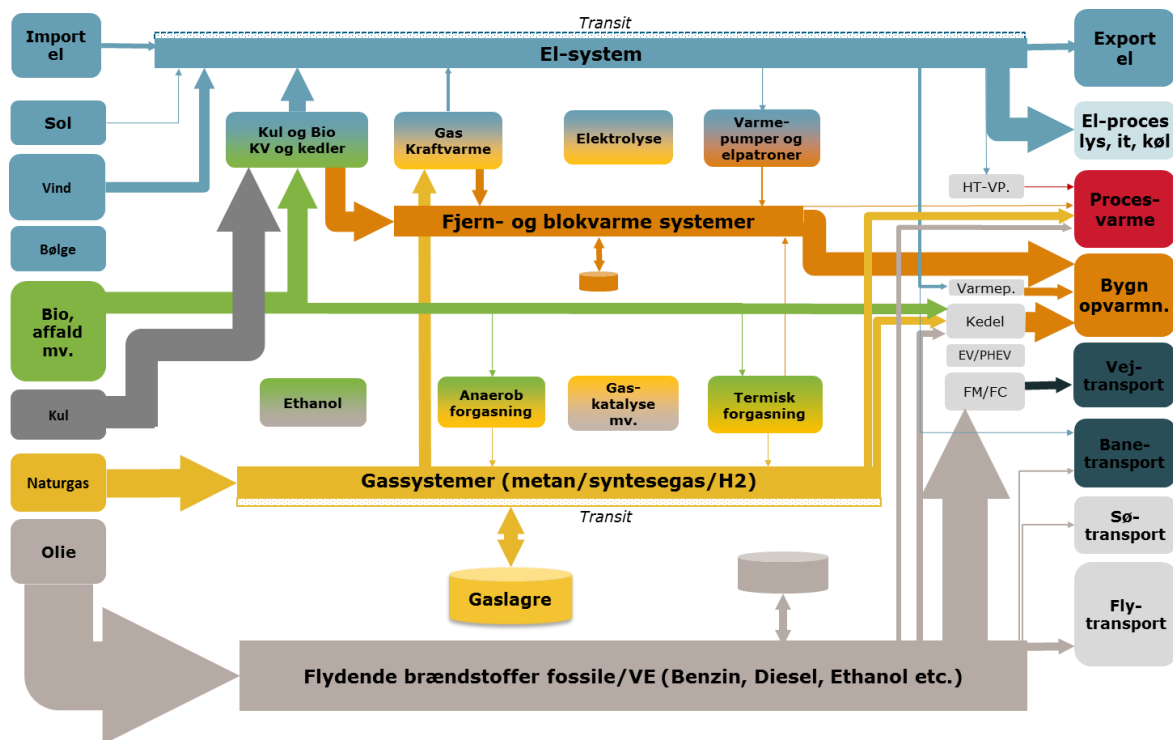 Transit
Import
el
El-system
Export
el
Sol
Kul og Bio
KV og kedler
Gas
Kraftvarme
Elektrolyse
Varme-
pumper og
elpatroner
El-proces
lys, it, køl
Vind
HT-VP.
Proces-
varme
Fjern- og blokvarme systemer
Bølge
Bio,
affald
mv.
Varmep.
Bygn
opvarmn.
Kedel
EV/PHEV
Vej-
transport
FM/FC
Kul
Ethanol
Anaerob
forgasning
Gas-
katalyse
mv.
Termisk
forgasning
Bane-
transport
Naturgas
Gassystemer (metan/syntesegas/H2)
Transit
Sø-
transport
Olie
Gaslagre
Fly-
transport
Flydende brændstoffer fossile/VE (Benzin, Diesel, Ethanol etc.)